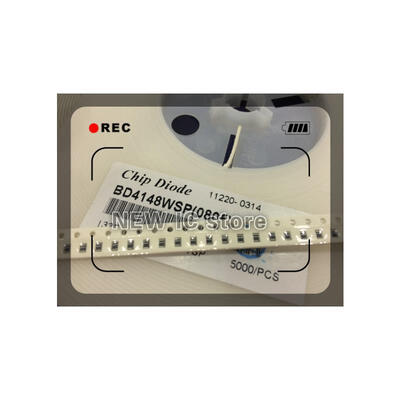 REC
Chip Diode 11220-0314
BD4148WSP(0805)
NEW IC Store
5000/PCS